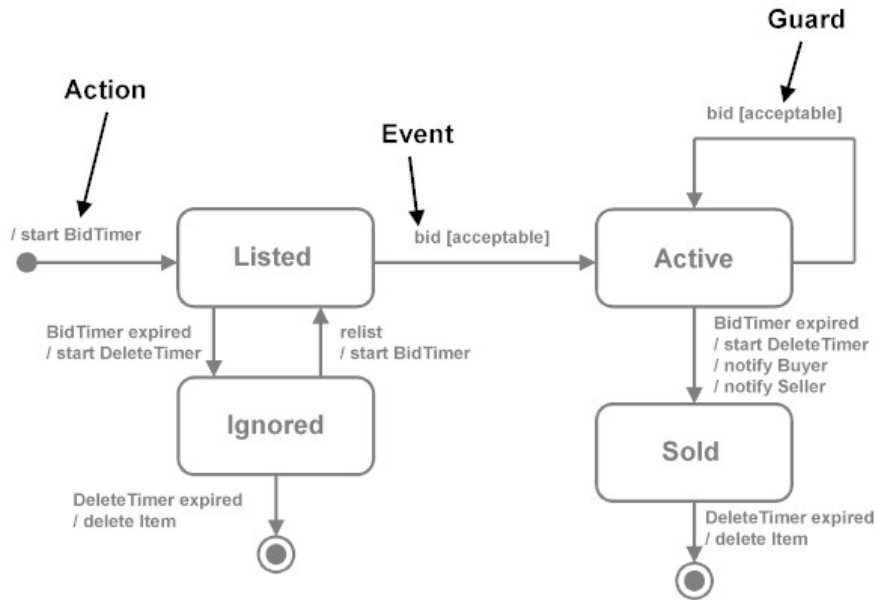 Guard
Action
bid [acceptable]
Event
/ start BidTimer
bid [acceptable]
Listed
Active
BidTimer expired
/ start DeleteTimer
relist
/ start BidTimer
BidTimer expired
/ start DeleteTimer
/ notify Buyer
/ notify Seller
Ignored
Sold
DeleteTimer expired
/ delete Item
DeleteTimer expired
/ delete Item